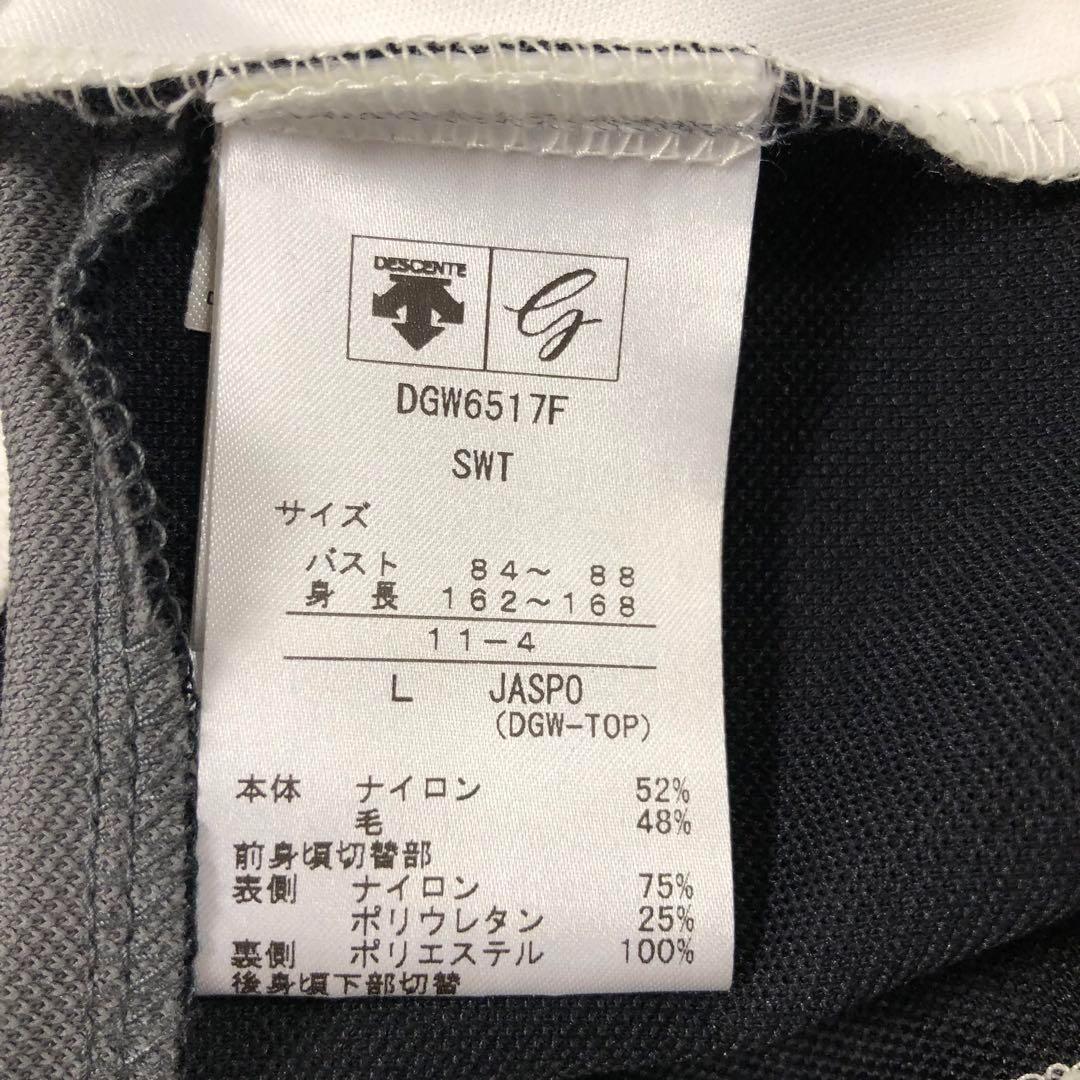 DESCENTE
G
DGW6517F
SWT
サイズ
バスト 84～ 88
身長 162～168
11-4
L JASPO
(DGW-TOP)
本体 ナイロン 52%
毛 48%
前身頃切替部
表側 ナイロン 75%
ポリウレタン 25%
裏側 ポリエステル 100%
後身頃下部切替